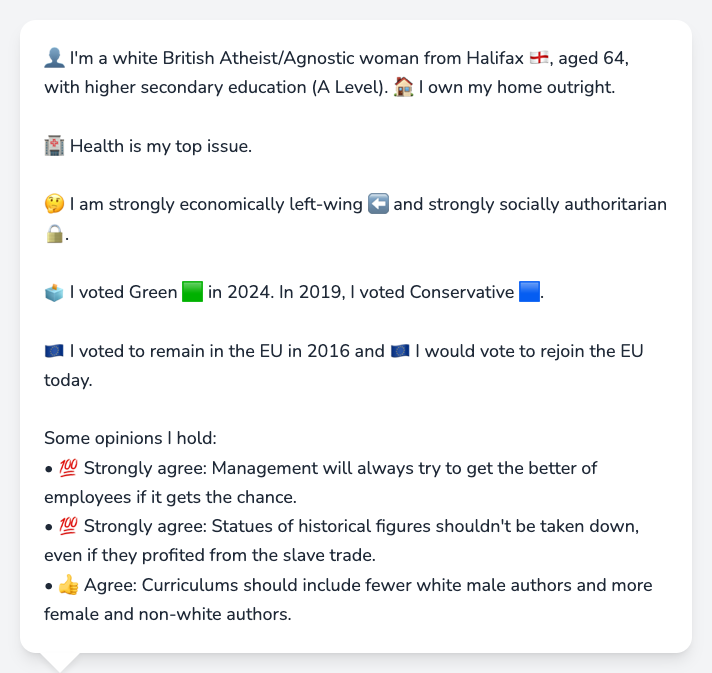 👤 I'm a white British Atheist/Agnostic woman from Halifax 🏴󠁧󠁢󠁥󠁮󠁧󠁿, aged 64,
with higher secondary education (A Level). 🏠 I own my home outright.
🏥 Health is my top issue.
🤔 I am strongly economically left-wing ⬅️ and strongly socially authoritarian
🔒.
🗳️ I voted Green 🟩 in 2024. In 2019, I voted Conservative 🟦.
🇪🇺 I voted to remain in the EU in 2016 and 🇪🇺 I would vote to rejoin the EU
today.
Some opinions I hold:
• 💯 Strongly agree: Management will always try to get the better of
employees if it gets the chance.
• 💯 Strongly agree: Statues of historical figures shouldn't be taken down,
even if they profited from the slave trade.
• 👍 Agree: Curriculums should include fewer white male authors and more
female and non-white authors.